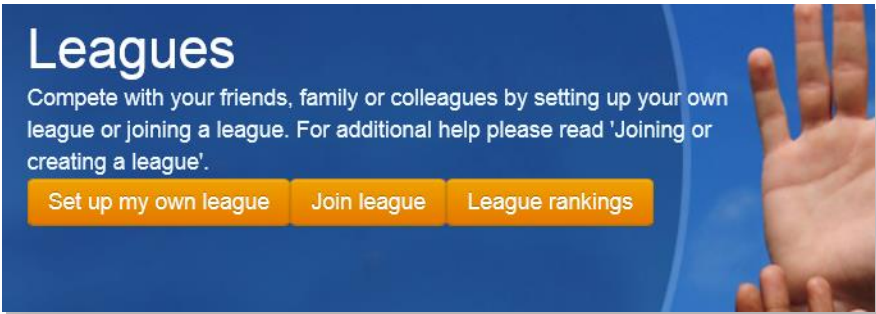 Leagues
Compete with your friends, family or colleagues by setting up your own
league or joining a league. For additional help please read 'Joining or
creating a league'.
Set up my own league Join league League rankings